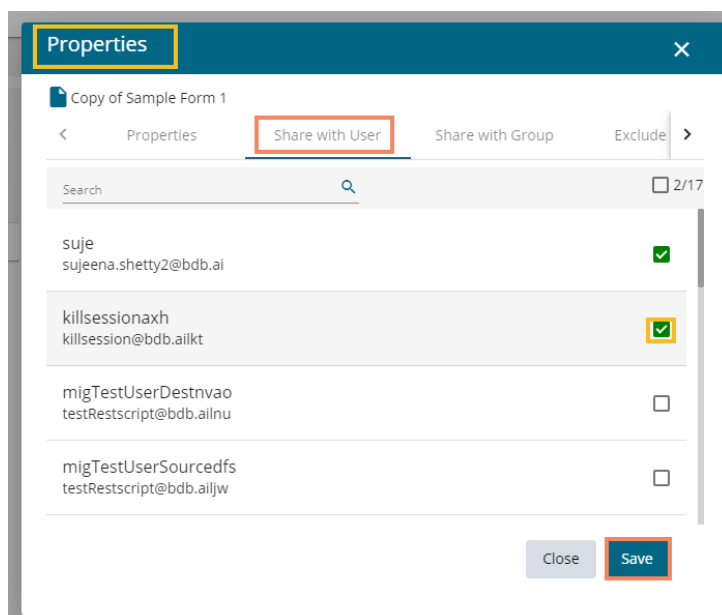 Properties
Copy of Sample Form 1
Properties Share with User Share with Group Exclude
Search 2/17
suje
sujeena.shetty2@bdb.ai
killsessionaxh
killsession@bdb.ailkt
migTestUserDestnvao
testRestscript@bdb.ailnu
migTestUserSourcedfs
testRestscript@bdb.ailjw
Close Save